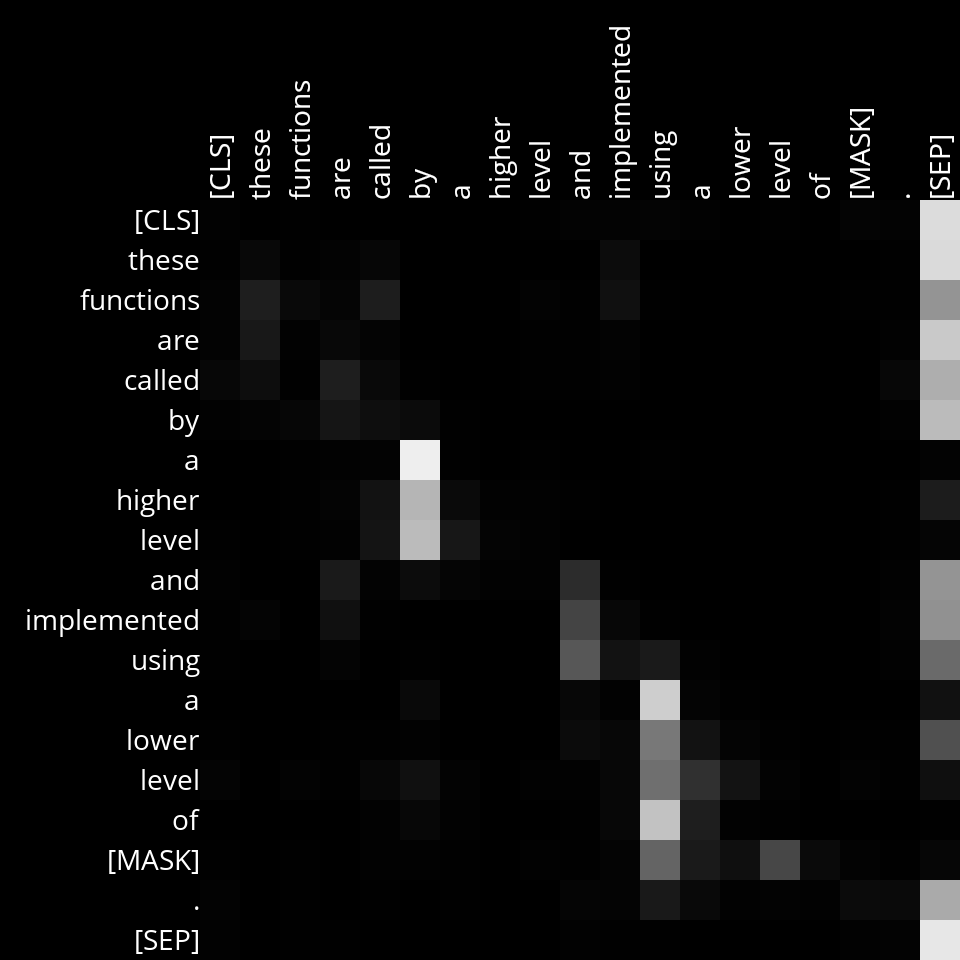 [CLS]
these
functions
are
called
by
a
higher
level
and
implemented
using
a
lower
level
of
[MASK]
.
[SEP]
[CLS]
these
functions
are
called
by
a
higher
level
and
implemented
using
a
lower
level
of
[MASK]
.
[SEP]